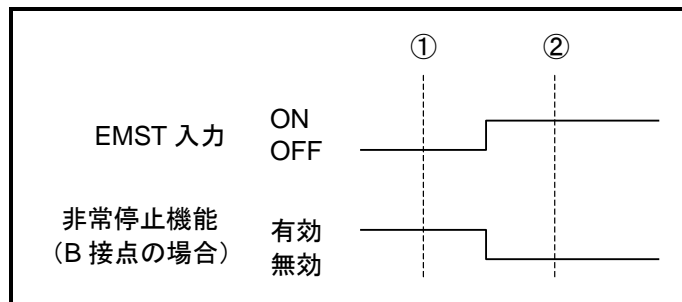 ① ②
EMST 入力
ON
OFF
非常停止機能
（B 接点の場合）
有効
無効